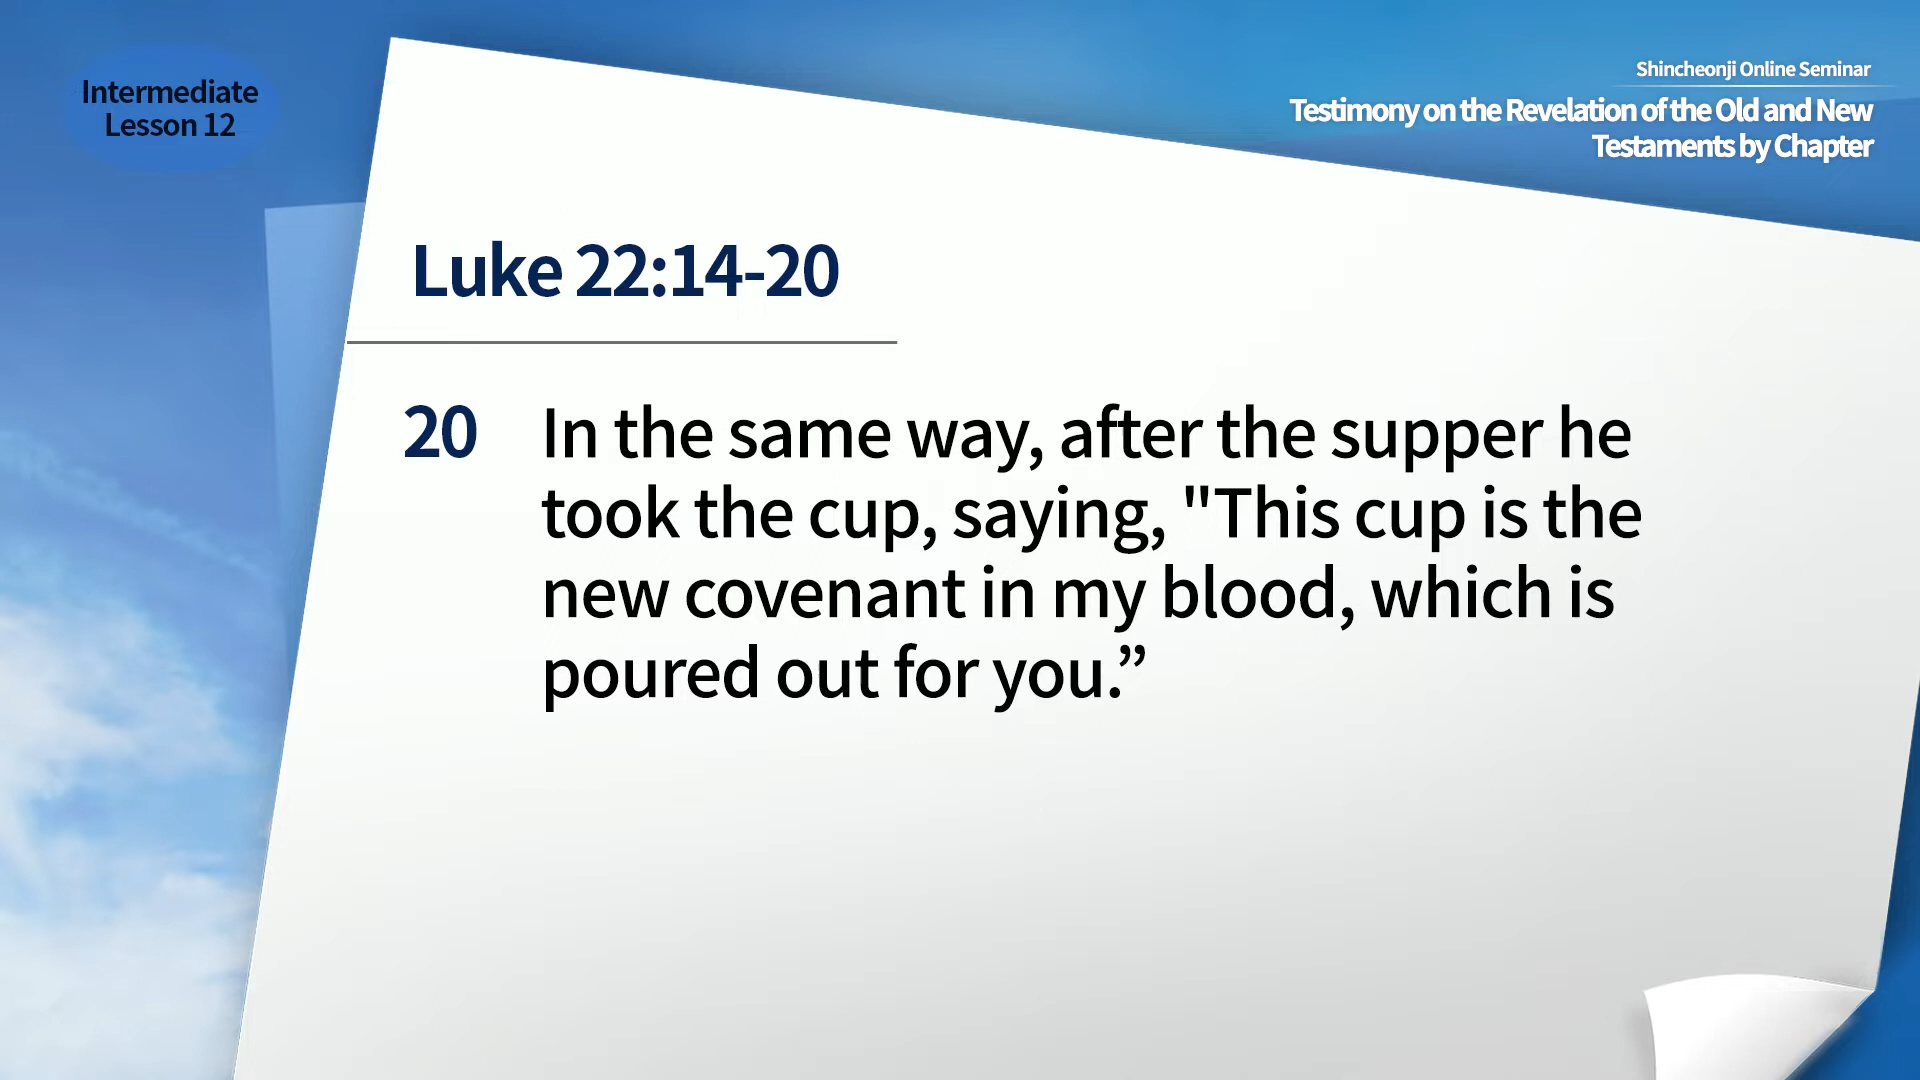 Intermediate
Lesson 12
Shincheonji Online Seminar
Testimony on the Revelation of the Old and New
Testaments by Chapter
Luke 22:14-20
20 In the same way, after the supper he
took the cup, saying, "This cup is the
new covenant in my blood, which is
poured out for you.”